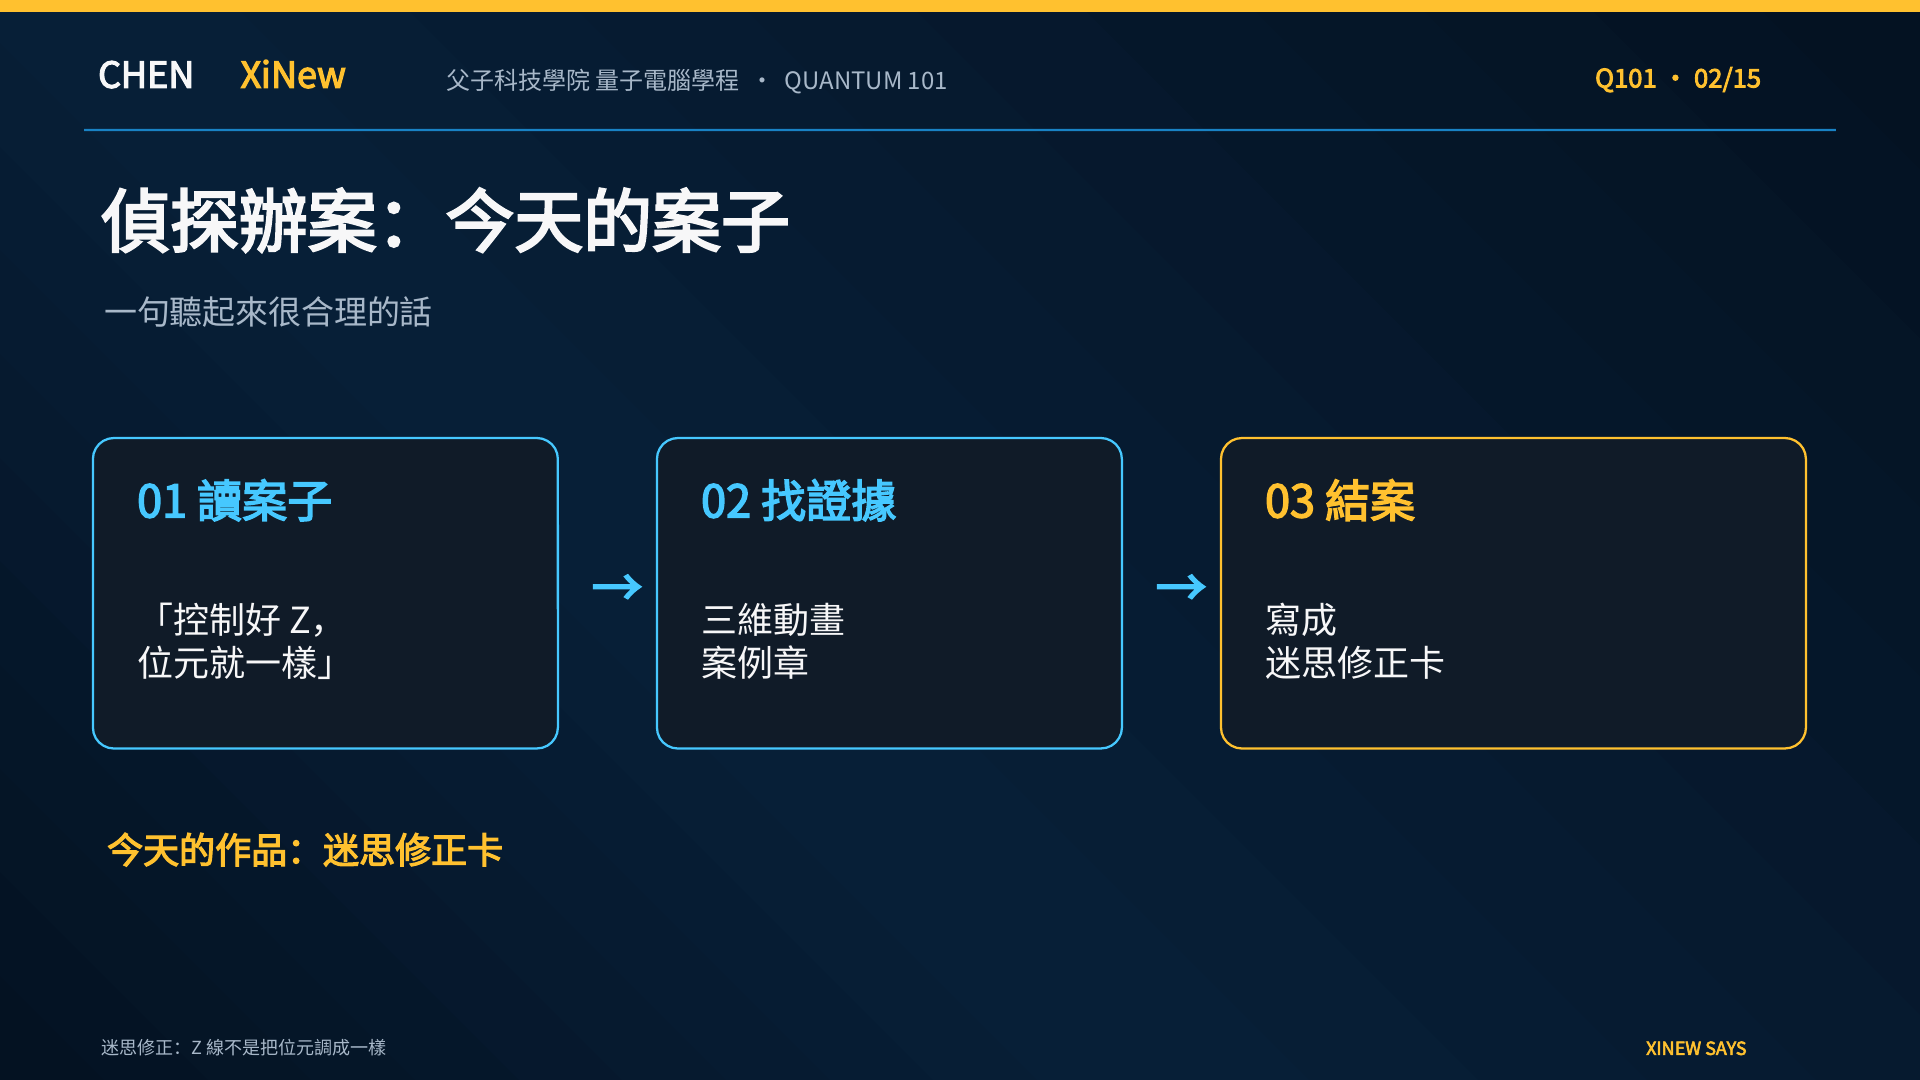 CHEN XiNew 父子科技學院 量子電腦學程 · QUANTUM 101 Q101 · 02/15
偵探辦案：今天的案子
一句聽起來很合理的話
01 讀案子
「控制好 Z，
位元就一樣」
→
02 找證據
三維動畫
案例章
→
03 結案
寫成
迷思修正卡
今天的作品：迷思修正卡
迷思修正：Z 線不是把位元調成一樣
XINEW SAYS